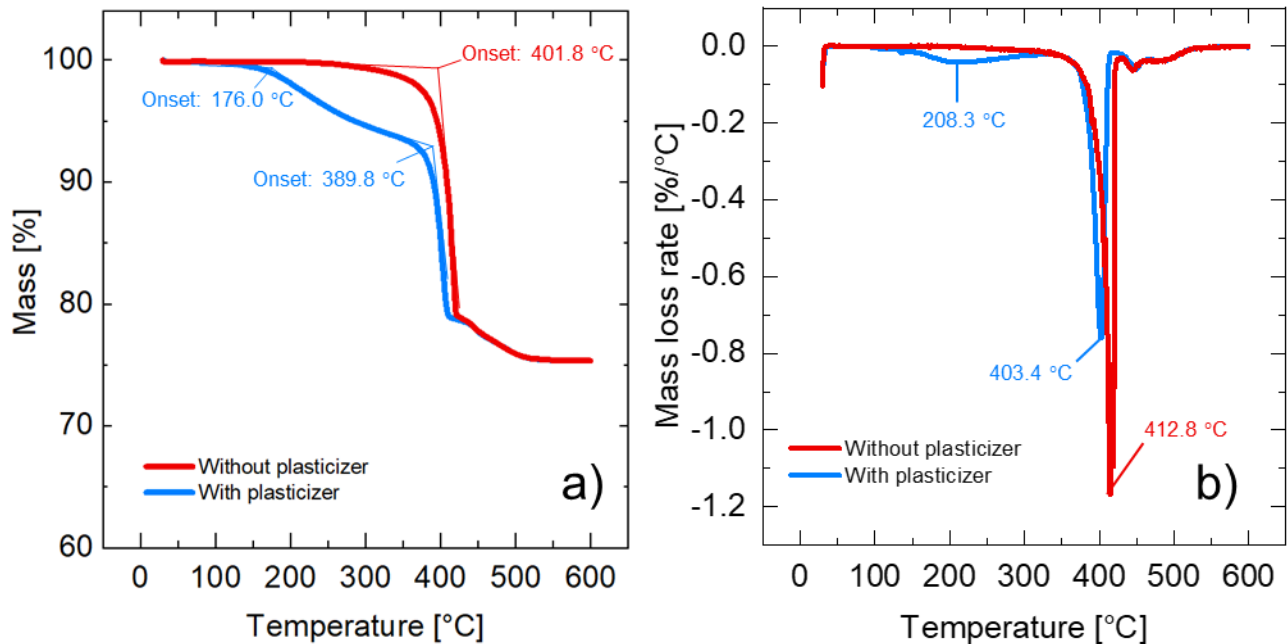 100
90
80
70
60
Mass [%]
Onset: 401.8 °C
Onset: 176.0 °C
Onset: 389.8 °C
Without plasticizer
With plasticizer
a)
0 100 200 300 400 500 600
Temperature [°C]
b)
0.0
-0.2
-0.4
-0.6
-0.8
-1.0
-1.2
Mass loss rate [%/°C]
208.3 °C
403.4 °C
412.8 °C
Without plasticizer
With plasticizer
0 100 200 300 400 500 600
Temperature [°C]